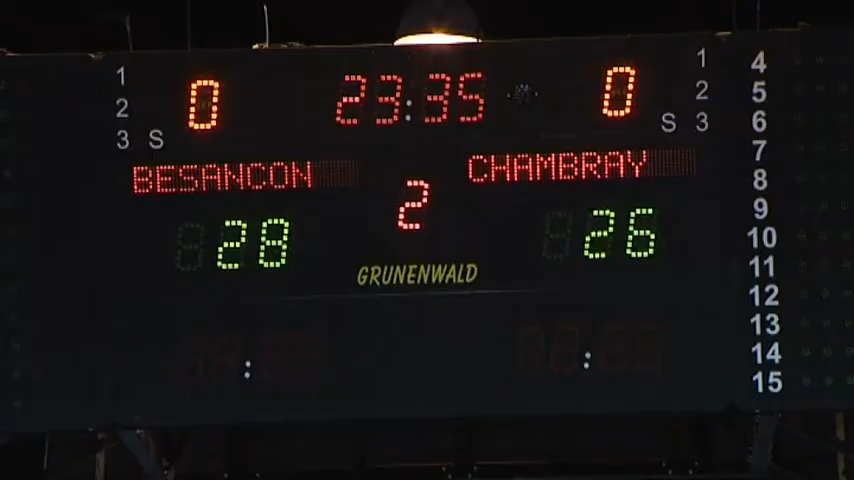 1 0 23:35 0 1 4
2 2 5
3 S S 3 6
BESANCON CHAMBRAY 7
2 8
28 26 9
10
GRUNENWALD 11
12
13
: : 14
15